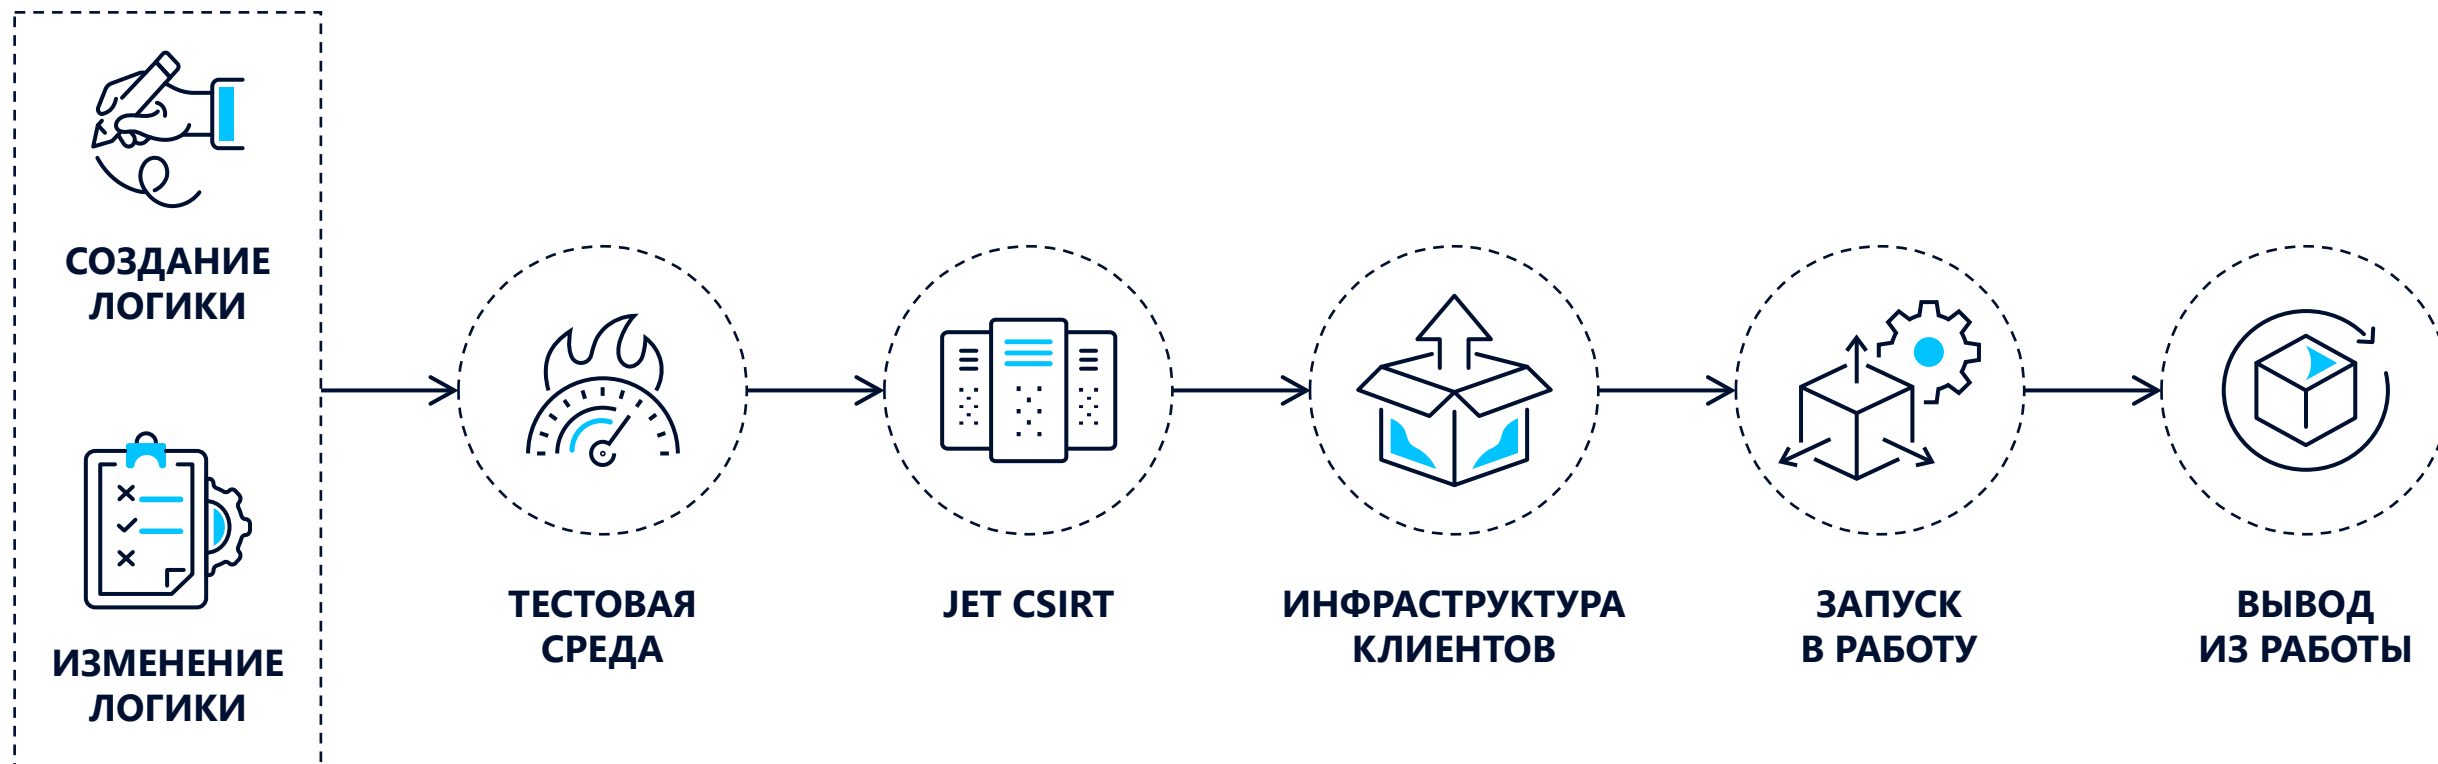 СОЗДАНИЕ
ЛОГИКИ
ИЗМЕНЕНИЕ
ЛОГИКИ
ТЕСТОВАЯ
СРЕДА
JET CSIRT
ИНФРАСТРУКТУРА
КЛИЕНТОВ
ЗАПУСК
В РАБОТУ
ВЫВОД
ИЗ РАБОТЫ